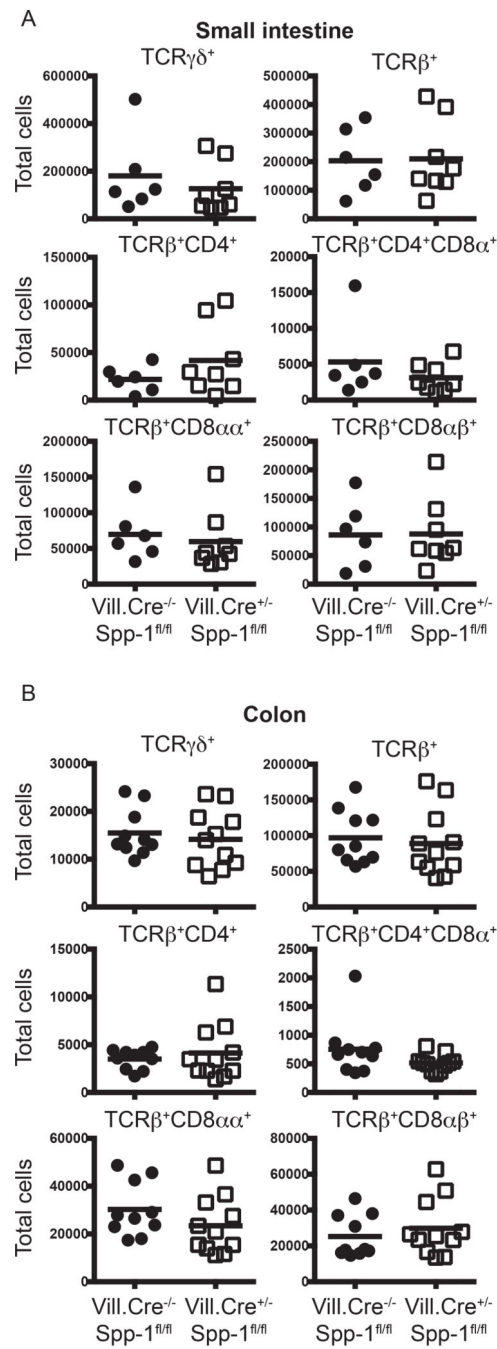 A
Small intestine
TCRγδ⁺
TCRβ⁺
Total cells
600000
400000
200000
0
500000
400000
300000
200000
100000
0
TCRβ⁺CD4⁺
TCRβ⁺CD4⁺CD8α⁺
Total cells
150000
100000
50000
0
20000
15000
10000
5000
0
TCRβ⁺CD8αα⁺
TCRβ⁺CD8αβ⁺
Total cells
200000
150000
100000
50000
0
250000
200000
150000
100000
50000
0
Vill.Cre⁻/⁻ Vill.Cre⁺/⁻ Vill.Cre⁻/⁻ Vill.Cre⁺/⁻
Spp-1fl/fl Spp-1fl/fl Spp-1fl/fl Spp-1fl/fl
B
Colon
TCRγδ⁺
TCRβ⁺
Total cells
30000
20000
10000
0
200000
150000
100000
50000
0
TCRβ⁺CD4⁺
TCRβ⁺CD4⁺CD8α⁺
Total cells
15000
10000
5000
0
2500
2000
1500
1000
500
0
TCRβ⁺CD8αα⁺
TCRβ⁺CD8αβ⁺
Total cells
60000
40000
20000
0
80000
60000
40000
20000
0
Vill.Cre⁻/⁻ Vill.Cre⁺/⁻ Vill.Cre⁻/⁻ Vill.Cre⁺/⁻
Spp-1fl/fl Spp-1fl/fl Spp-1fl/fl Spp-1fl/fl